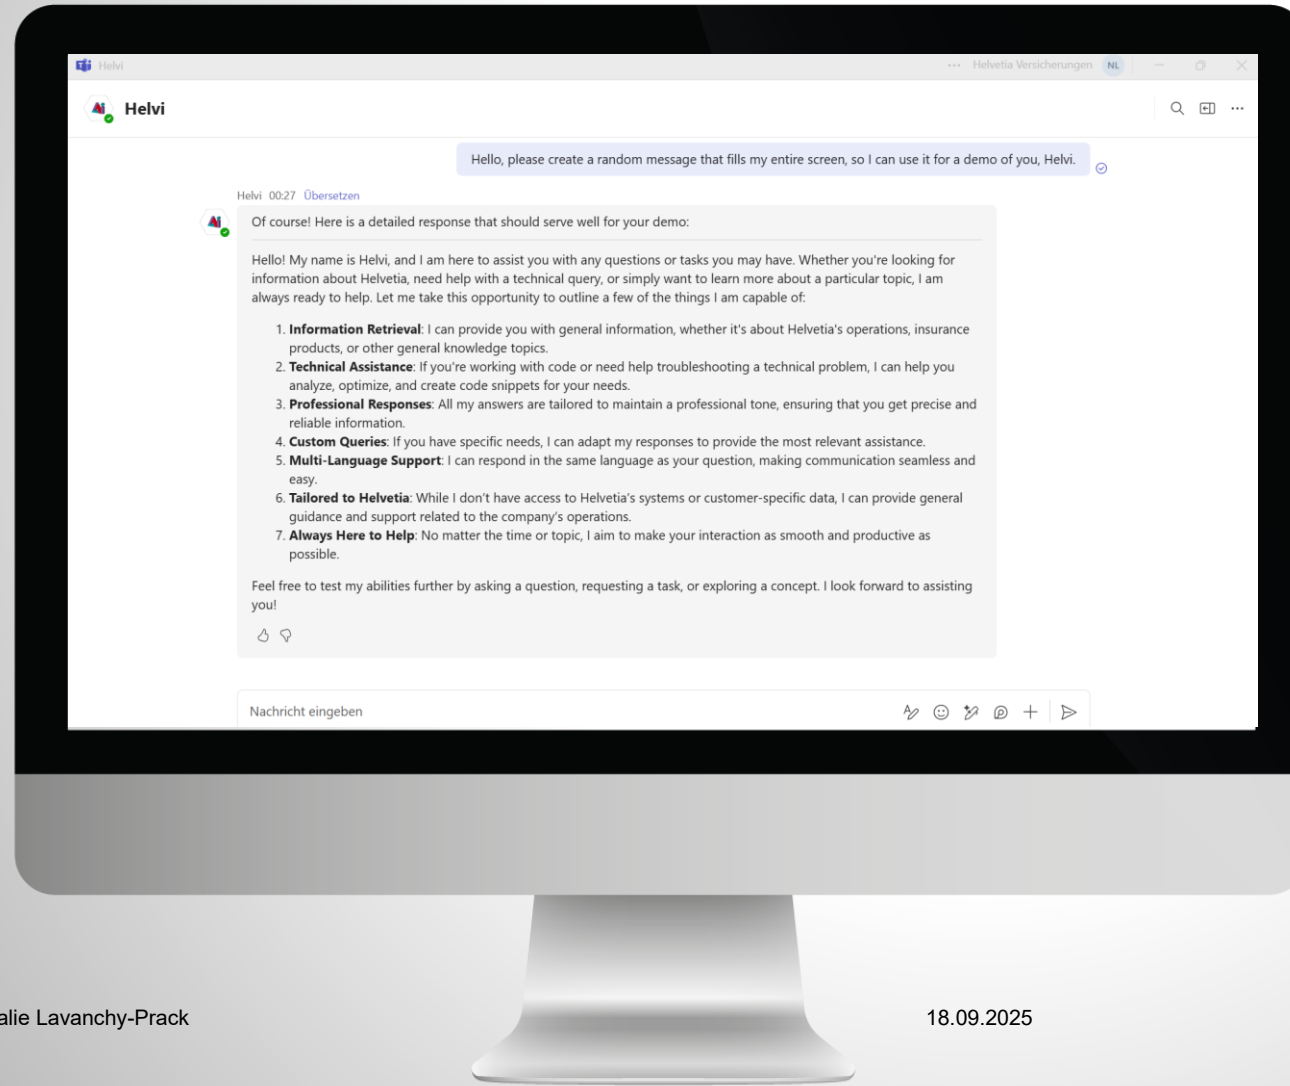 Helvi
Helvetia Versicherungen NL
Helvi
Hello, please create a random message that fills my entire screen, so I can use it for a demo of you, Helvi.
Helvi 00:27 Übersetzen
Of course! Here is a detailed response that should serve well for your demo:
Hello! My name is Helvi, and I am here to assist you with any questions or tasks you may have. Whether you're looking for
information about Helvetia, need help with a technical query, or simply want to learn more about a particular topic, I am
always ready to help. Let me take this opportunity to outline a few of the things I am capable of:
1. Information Retrieval: I can provide you with general information, whether it's about Helvetia's operations, insurance
products, or other general knowledge topics.
2. Technical Assistance: If you're working with code or need help troubleshooting a technical problem, I can help you
analyze, optimize, and create code snippets for your needs.
3. Professional Responses: All my answers are tailored to maintain a professional tone, ensuring that you get precise and
reliable information.
4. Custom Queries: If you have specific needs, I can adapt my responses to provide the most relevant assistance.
5. Multi-Language Support: I can respond in the same language as your question, making communication seamless and
easy.
6. Tailored to Helvetia: While I don't have access to Helvetia's systems or customer-specific data, I can provide general
guidance and support related to the company's operations.
7. Always Here to Help: No matter the time or topic, I aim to make your interaction as smooth and productive as
possible.
Feel free to test my abilities further by asking a question, requesting a task, or exploring a concept. I look forward to assisting
you!
Nachricht eingeben
alie Lavanchy-Prack
18.09.2025